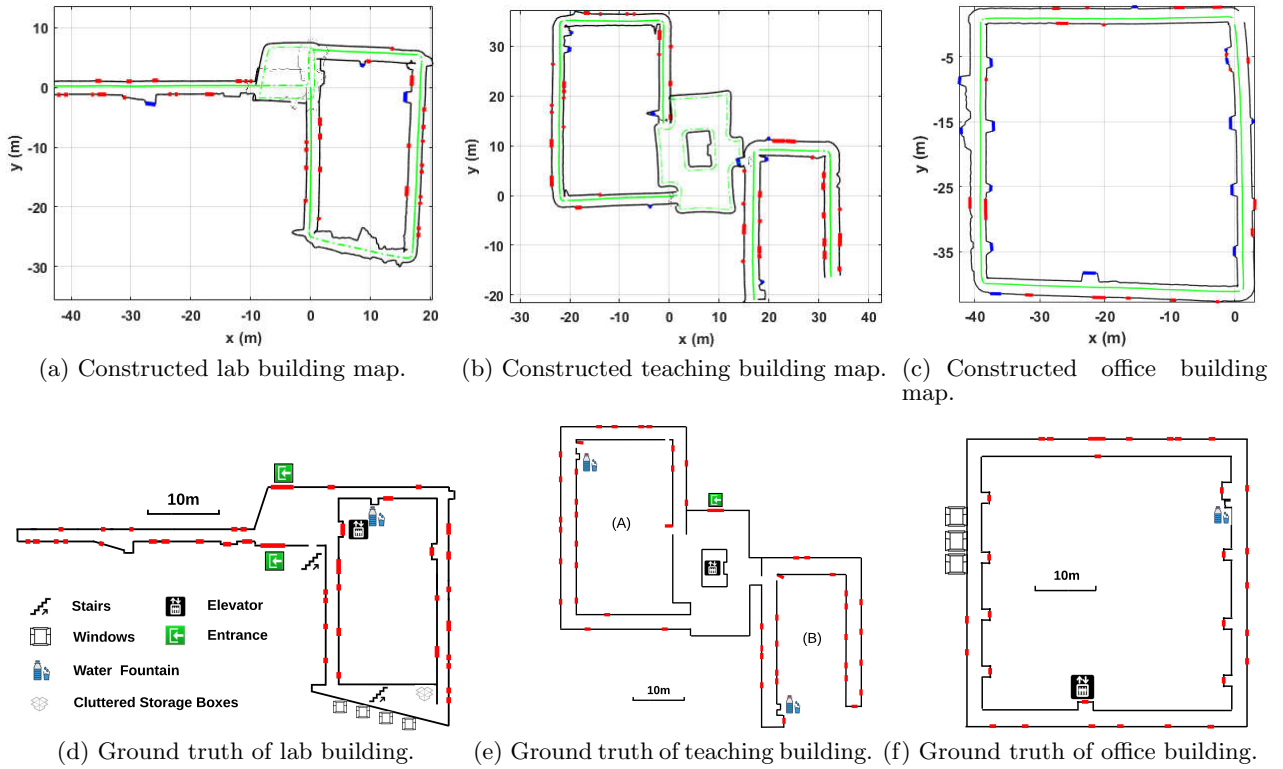 10
0
-10
-20
-30
y (m)
-40
-30
-20
-10
0
10
20
x (m)
(a) Constructed lab building map.
30
20
10
0
-10
-20
y (m)
-30
-20
-10
0
10
20
30
40
x (m)
(b) Constructed teaching building map.
-5
-15
-25
-35
y (m)
-40
-30
-20
-10
0
x (m)
(c) Constructed office building
map.
10m
Stairs
Elevator
Windows
Entrance
Water Fountain
Cluttered Storage Boxes
(d) Ground truth of lab building.
(A)
(B)
10m
(e) Ground truth of teaching building.
10m
(f) Ground truth of office building.